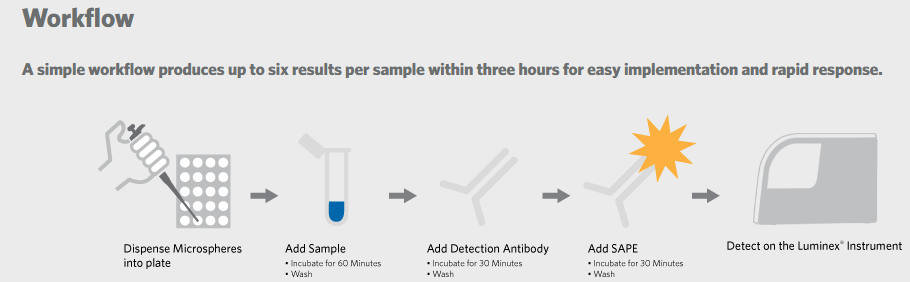 Workflow
A simple workflow produces up to six results per sample within three hours for easy implementation and rapid response.
Dispense Microspheres
into plate
Add Sample
• Incubate for 60 Minutes
• Wash
Add Detection Antibody
• Incubate for 30 Minutes
• Wash
Add SAPE
• Incubate for 30 Minutes
• Wash
Detect on the Luminex® Instrument